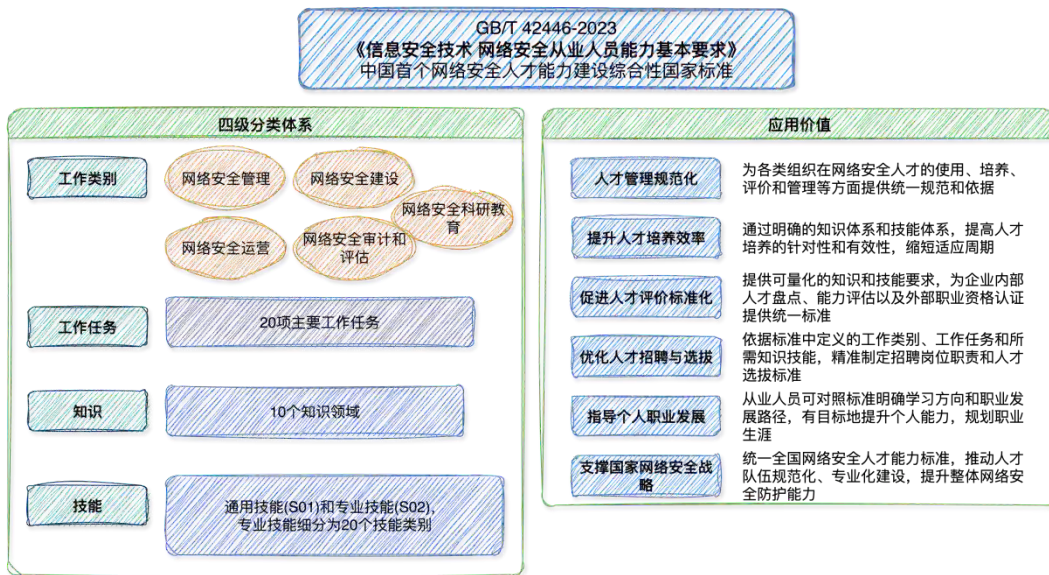 GB/T 42446-2023
《信息安全技术 网络安全从业人员能力基本要求》
中国首个网络安全人才能力建设综合性国家标准
四级分类体系
工作类别
网络安全管理
网络安全建设
网络安全科研教
育
网络安全运营
网络安全审计和
评估
工作任务
20项主要工作任务
知识
10个知识领域
技能
通用技能(S01)和专业技能(S02)，
专业技能细分为20个技能类别
应用价值
人才管理规范化
为各类组织在网络安全人才的使用、培养、
评价和管理等方面提供统一规范和依据
提升人才培养效率
通过明确的知识体系和技能体系，提高人才
培养的针对性和有效性，缩短适应周期
促进人才评价标准化
提供可量化的知识和技能要求，为企业内部
人才盘点、能力评估以及外部职业资格认证
提供统一标准
优化人才招聘与选拔
依据标准中定义的工作类别、工作任务和所
需知识技能，精准制定招聘岗位职责和人才
选拔标准
指导个人职业发展
从业人员可对照标准明确学习方向和职业发
展路径，有目标地提升个人能力，规划职业
生涯
支撑国家网络安全战
略
统一全国网络安全人才能力标准，推动人才
队伍规范化、专业化建设，提升整体网络安
全防护能力